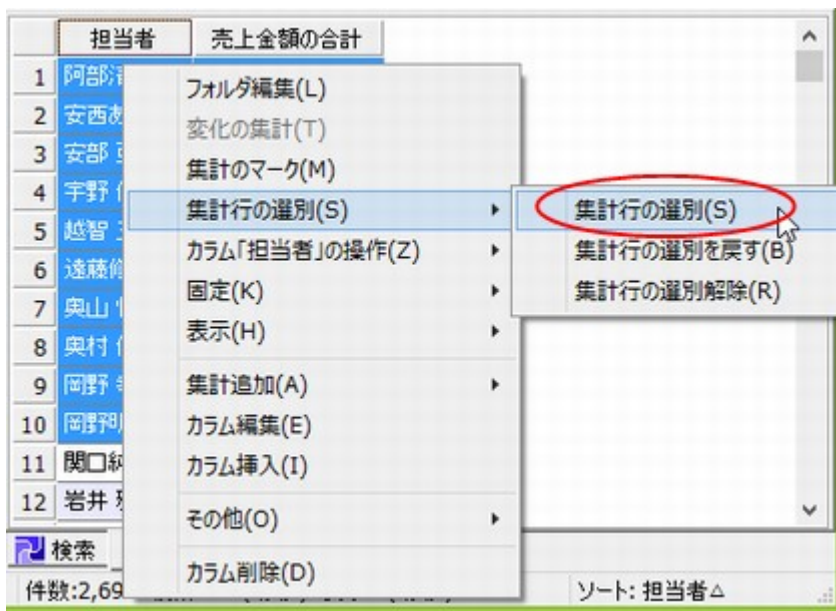 担当者 売上金額の合計
1 阿部
2 安西あ
3 安部
4 宇野
5 越智
6 遠藤
7 奥山
8 奥村
9 岡野
10 岡野
11 関口
12 岩井
フォルダ編集(L)
変化の集計(T)
集計のマーク(M)
集計行の選別(S)
カラム「担当者」の操作(Z)
固定(K)
表示(H)
集計追加(A)
カラム編集(E)
カラム挿入(I)
その他(O)
カラム削除(D)
集計行の選別(S)
集計行の選別を戻す(B)
集計行の選別解除(R)
検索
件数:2,69
ソート: 担当者△